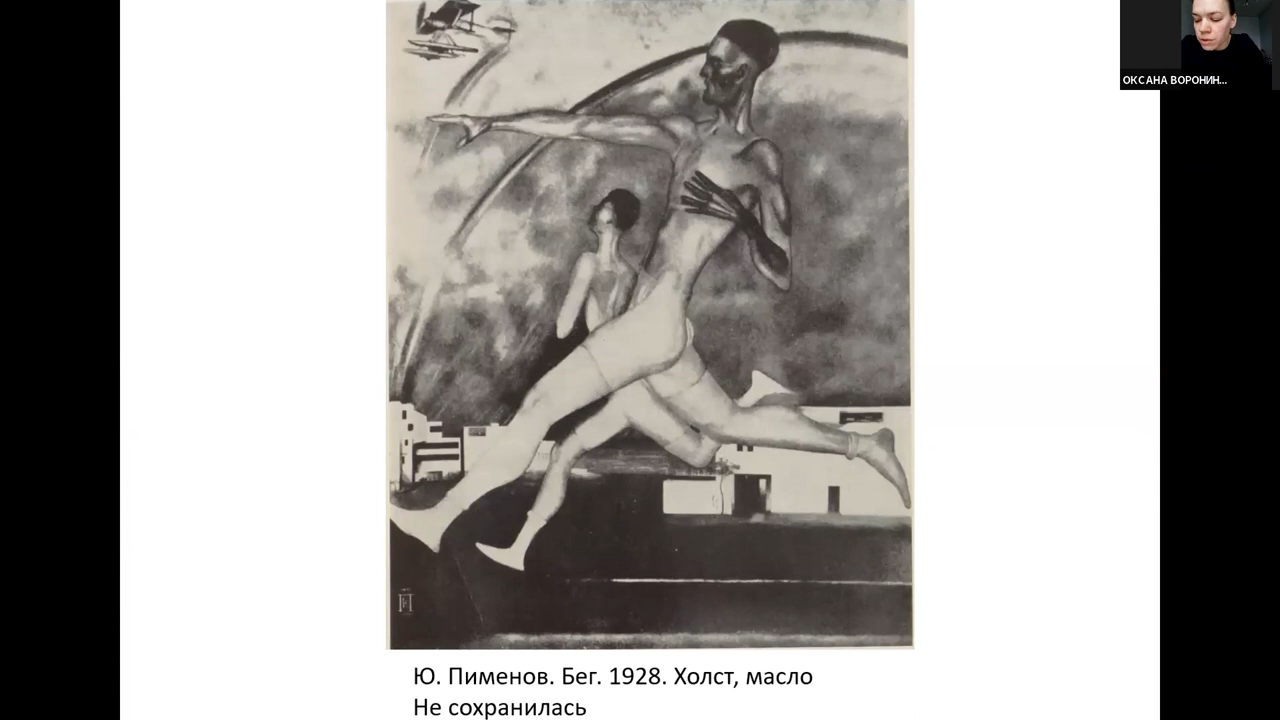 ОКСАНА ВОРОНИН...
Ю. Пименов. Бег. 1928. Холст, масло
Не сохранилась